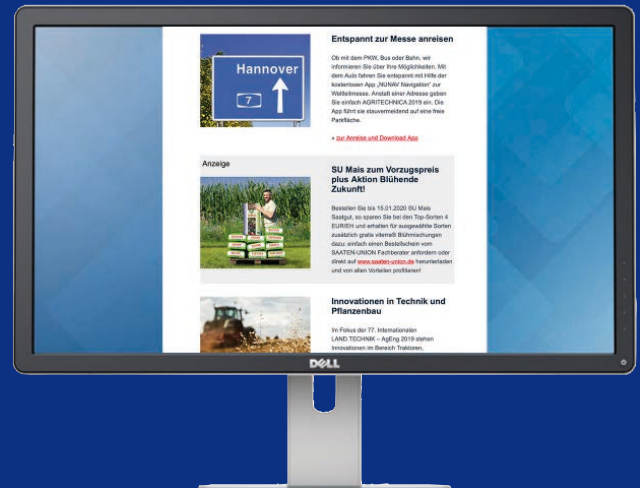 Hannover
7
Entspannt zur Messe anreisen
Ob mit dem PKW, Bus oder Bahn, wir
informieren Sie über Ihre Möglichkeiten. Mit
dem Auto fahren Sie entspannt mit Hilfe der
kostenlosen App „NUNAV Navigation" zur
Weltleitmesse. Anstatt einer Adresse geben
Sie einfach AGRITECHNICA 2019 ein. Die
App führt sie stauvermeidend auf eine freie
Parkfläche.
» zur Anreise und Download App
Anzeige
SU Mais zum Vorzugspreis
plus Aktion Blühende
Zukunft!
Bestellen Sie bis 15.01.2020 SU Mais
Saatgut, so sparen Sie bei den Top-Sorten 4
EUR/EH und erhalten für ausgewählte Sorten
zusätzlich gratis viterra® Blühmischungen
dazu: einfach einen Bestellschein vom
SAATEN-UNION Fachberater anfordern oder
direkt auf www.saaten-union.de herunterladen
und von allen Vorteilen profitieren!
Innovationen in Technik und
Pflanzenbau
Im Fokus der 77. Internationalen
LAND.TECHNIK – AgEng 2019 stehen
Innovationen im Bereich Traktoren,
DELL